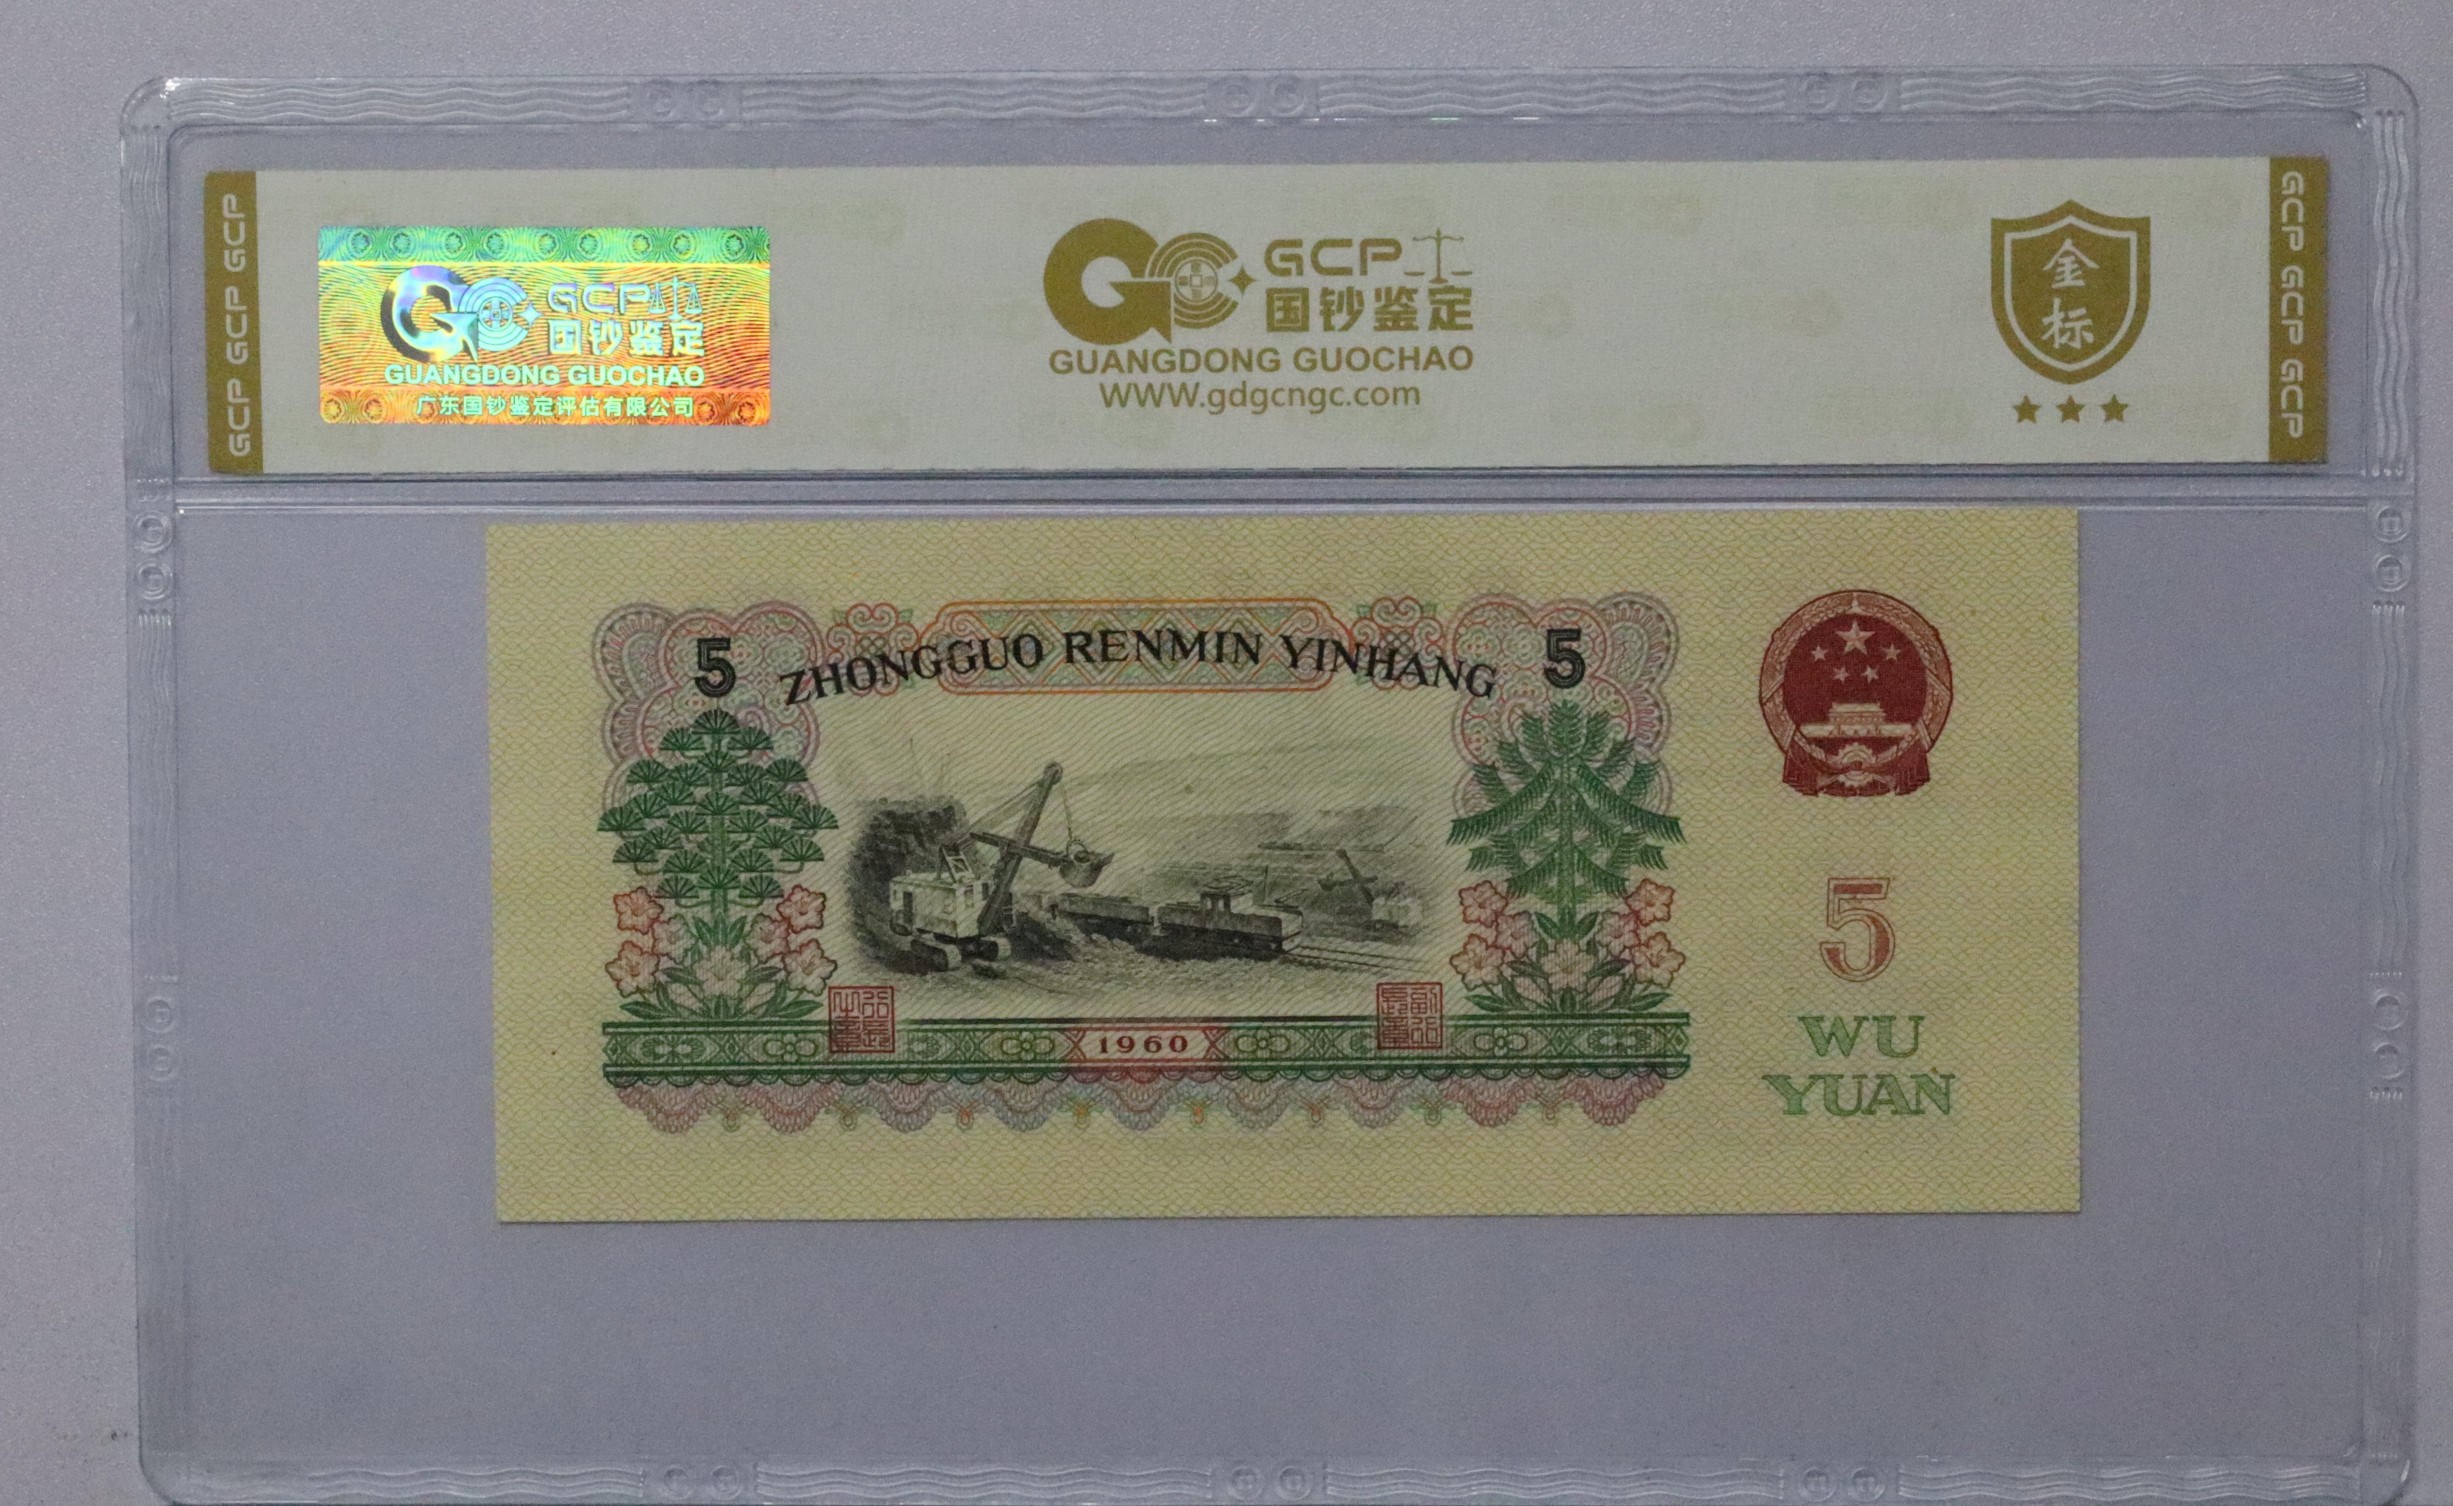 GCP GCP GCP
GCP
国钞鉴定
GUANGDONG GUOCHAO
广东国钞鉴定评估有限公司
GCP
国钞鉴定
GUANGDONG GUOCHAO
WWW.gdgcngc.com
金
标
GCP GCP GCP
5
ZHONGGUO RENMIN YINHANG
5
1960
5
WU
YUAN